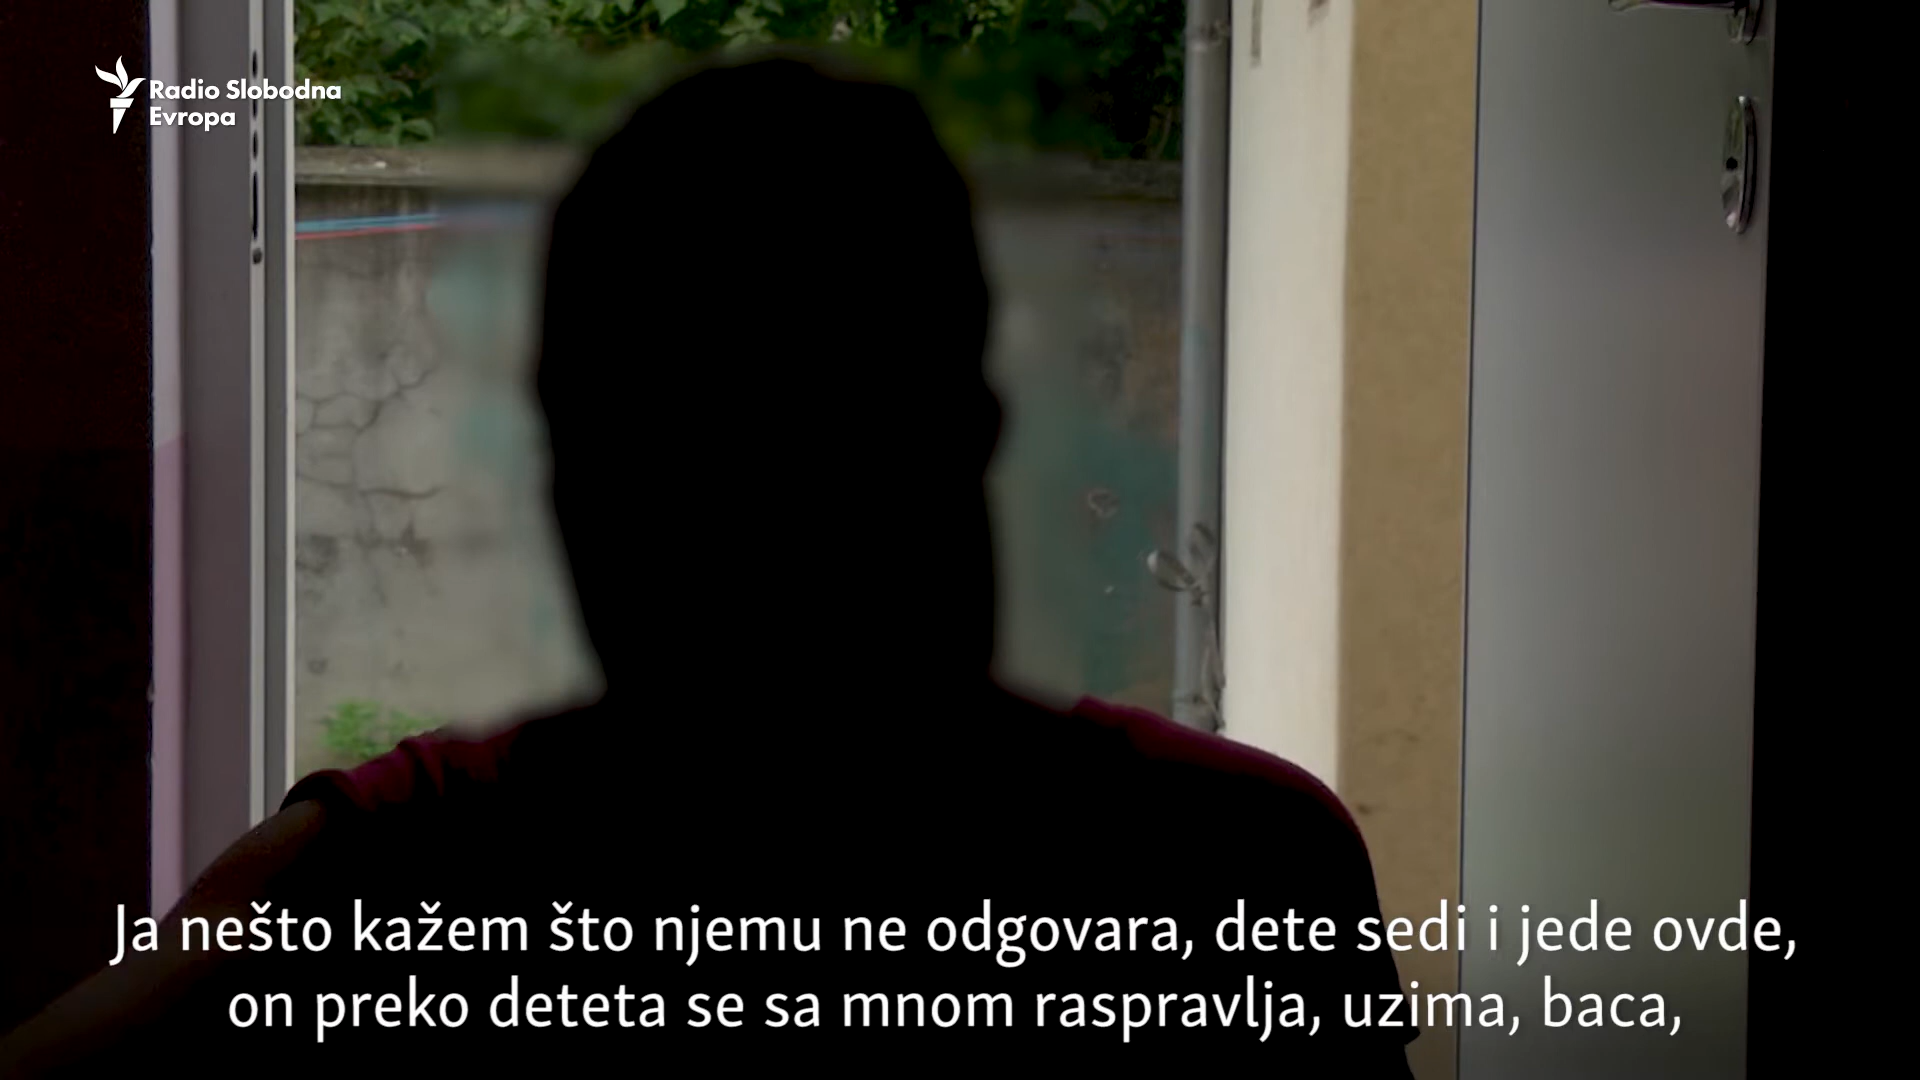 Radio Slobodna
Evropa
Ja nešto kažem što njemu ne odgovara, dete sedi i jede ovde,
on preko deteta se sa mnom raspravlja, uzima, baca,